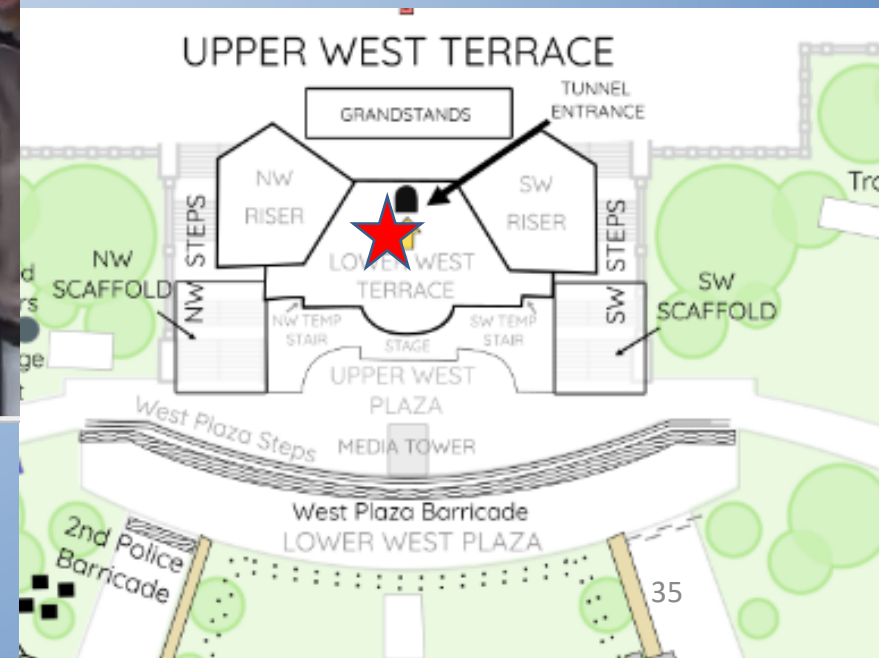 UPPER WEST TERRACE
TUNNEL
ENTRANCE
GRANDSTANDS
NW
RISER
SW
RISER
NW STEPS
SW STEPS
LOWER WEST
TERRACE
NW
SCAFFOLD
SW
SCAFFOLD
NW TEMP
STAIR
SW TEMP
STAIR
STAGE
UPPER WEST
PLAZA
West Plaza Steps
MEDIA TOWER
West Plaza Barricade
LOWER WEST PLAZA
2nd Police
Barricade
35